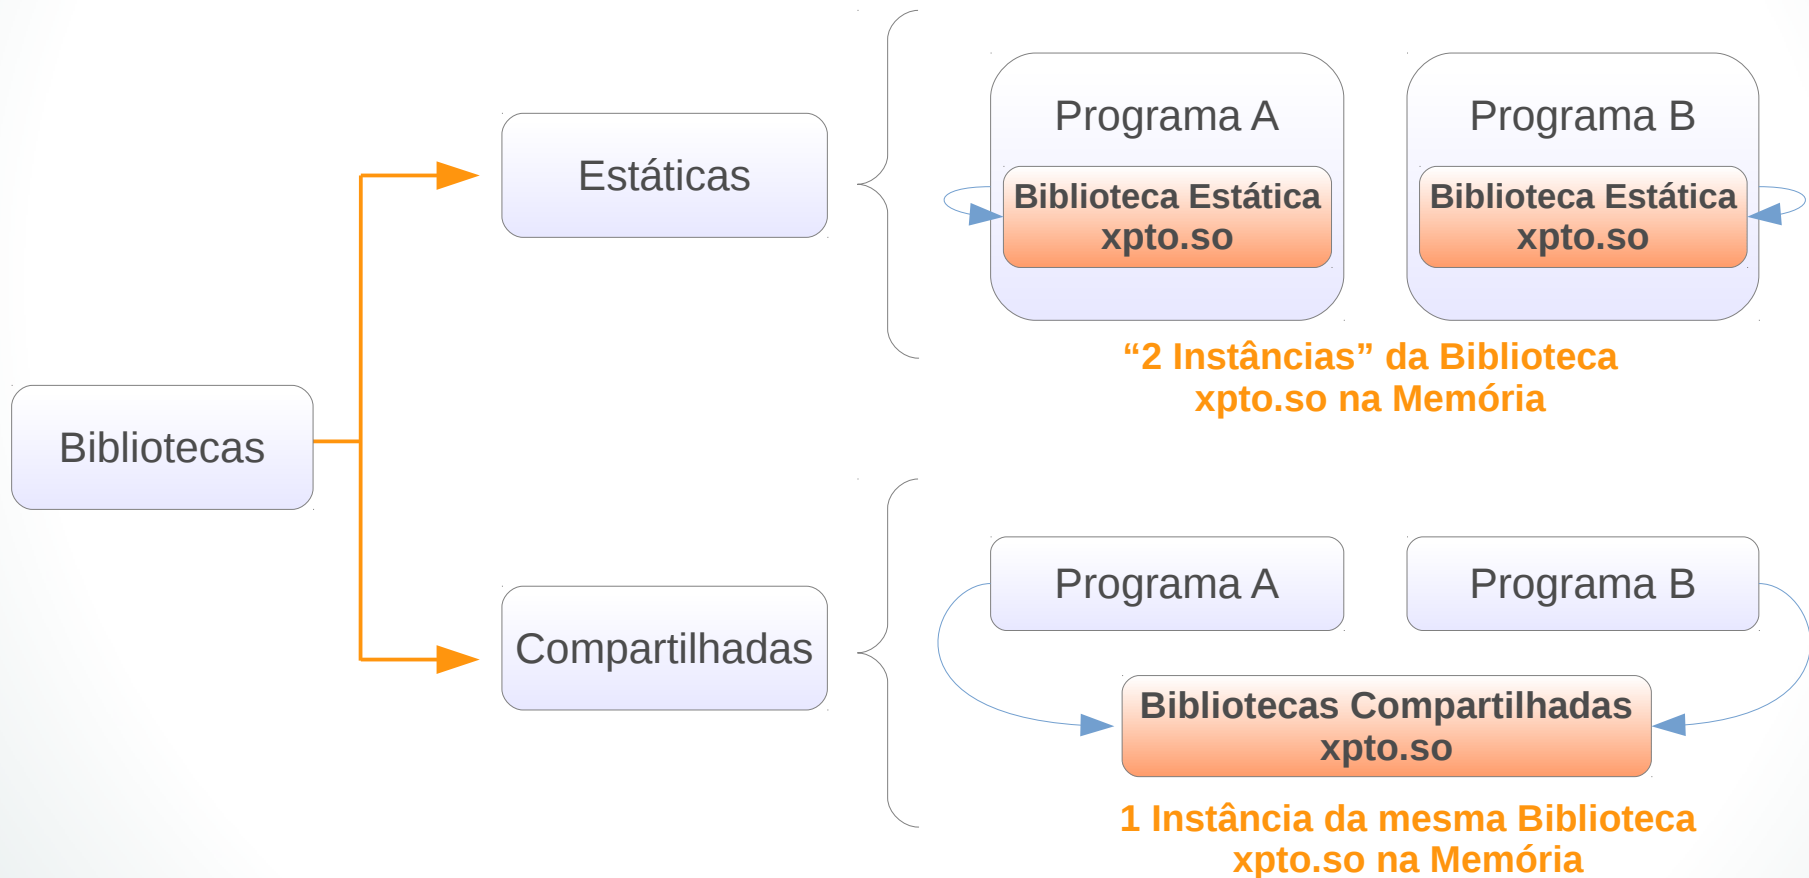 Bibliotecas
Estáticas
Programa A
Biblioteca Estática
xpto.so
Programa B
Biblioteca Estática
xpto.so
“2 Instâncias” da Biblioteca
xpto.so na Memória
Compartilhadas
Programa A
Programa B
Bibliotecas Compartilhadas
xpto.so
1 Instância da mesma Biblioteca
xpto.so na Memória